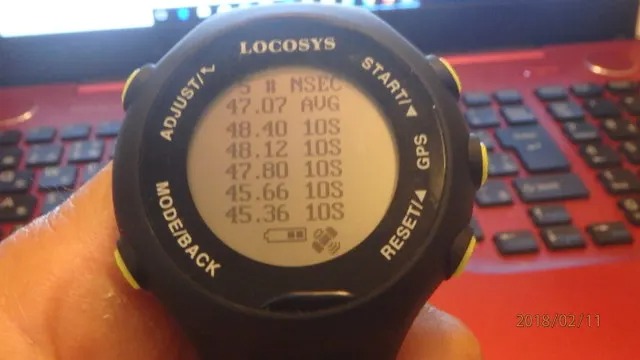 LOCOSYS
ADJUST/
START/▼
5 # NSEC
47.07 AVG
48.40 10S
48.12 10S
47.80 10S
45.66 10S
45.36 10S
GPS
MODE/BACK
RESET/▲
2018/02/11